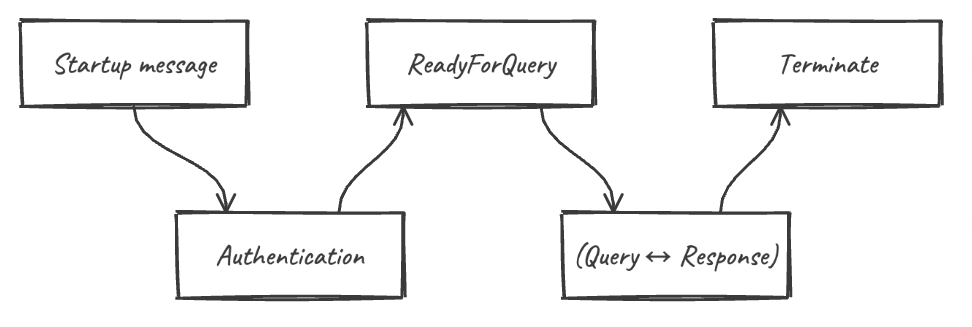 Startup message
Authentication
ReadyForQuery
(Query ↔ Response)
Terminate